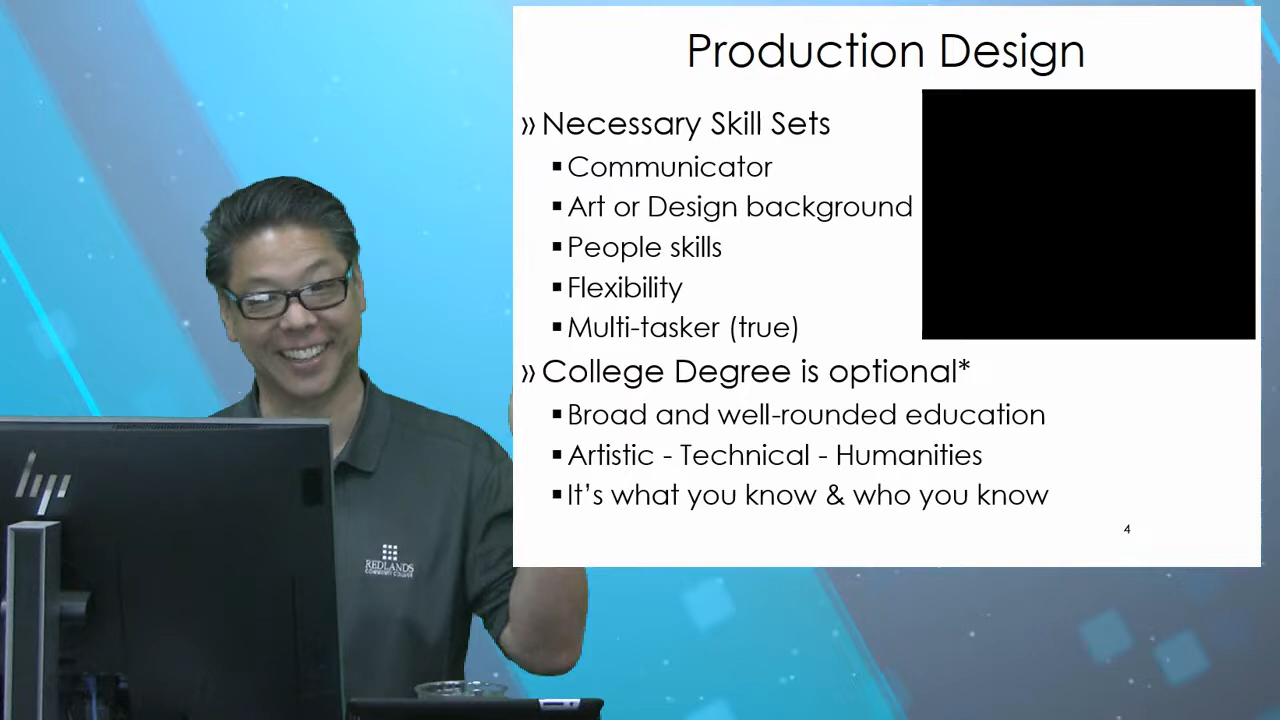 Production Design
» Necessary Skill Sets
▪ Communicator
▪ Art or Design background
▪ People skills
▪ Flexibility
▪ Multi-tasker (true)
» College Degree is optional*
▪ Broad and well-rounded education
▪ Artistic - Technical - Humanities
▪ It's what you know & who you know
4
hp
REDLANDS
COMMUNITY COLLEGE